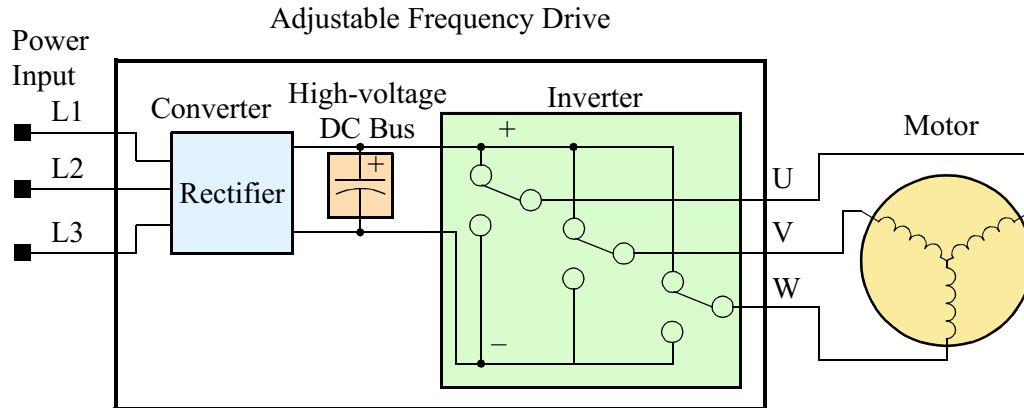 Adjustable Frequency Drive
Power
Input
L1
L2
L3
Converter
Rectifier
High-voltage
DC Bus
+
Inverter
+
−
U
V
W
Motor